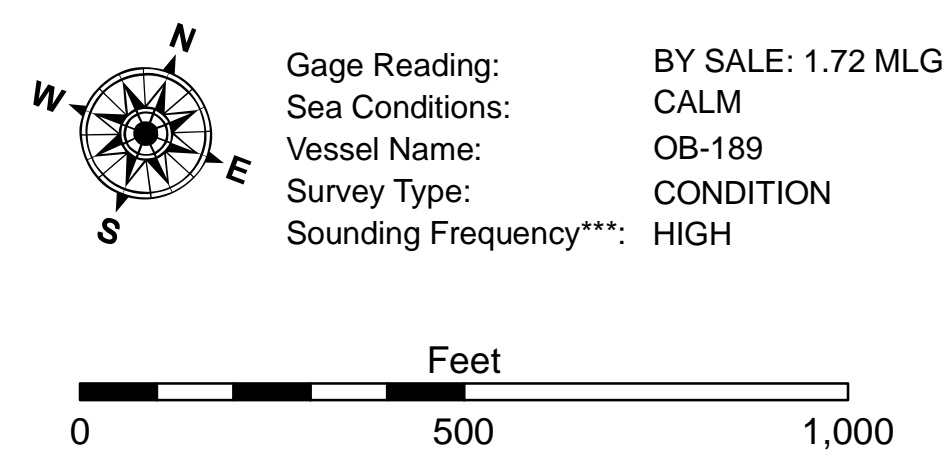 N
W
E
S
Gage Reading: BY SALE: 1.72 MLG
Sea Conditions: CALM
Vessel Name: OB-189
Survey Type: CONDITION
Sounding Frequency***: HIGH
Feet
0 500 1,000